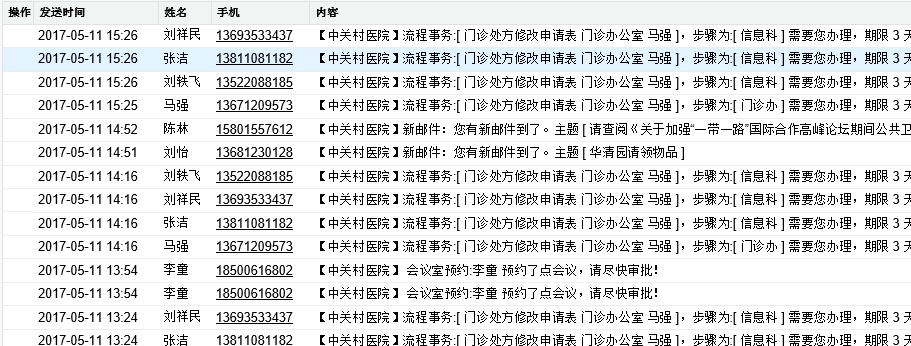 操作 发送时间 姓名 手机 内容
2017-05-11 15:26 刘祥民 13693533437 【中关村医院】流程事务:[ 门诊处方修改申请表 门诊办公室 马强 ]，步骤为:[ 信息科 ] 需要您办理，期限 3 天
2017-05-11 15:26 张洁 13811081182 【中关村医院】流程事务:[ 门诊处方修改申请表 门诊办公室 马强 ]，步骤为:[ 信息科 ] 需要您办理，期限 3 天
2017-05-11 15:26 刘轶飞 13522088185 【中关村医院】流程事务:[ 门诊处方修改申请表 门诊办公室 马强 ]，步骤为:[ 信息科 ] 需要您办理，期限 3 天
2017-05-11 15:25 马强 13671209573 【中关村医院】流程事务:[ 门诊处方修改申请表 门诊办公室 马强 ]，步骤为:[ 门诊办 ] 需要您办理，期限 3 天
2017-05-11 14:52 陈林 15801557612 【中关村医院】新邮件：您有新邮件到了。主题 [ 请查阅《关于加强“一带一路”国际合作高峰论坛期间公共卫
2017-05-11 14:51 刘怡 13681230128 【中关村医院】新邮件：您有新邮件到了。主题 [ 华清园请领物品 ]
2017-05-11 14:16 刘轶飞 13522088185 【中关村医院】流程事务:[ 门诊处方修改申请表 门诊办公室 马强 ]，步骤为:[ 信息科 ] 需要您办理，期限 3 天
2017-05-11 14:16 刘祥民 13693533437 【中关村医院】流程事务:[ 门诊处方修改申请表 门诊办公室 马强 ]，步骤为:[ 信息科 ] 需要您办理，期限 3 天
2017-05-11 14:16 张洁 13811081182 【中关村医院】流程事务:[ 门诊处方修改申请表 门诊办公室 马强 ]，步骤为:[ 信息科 ] 需要您办理，期限 3 天
2017-05-11 14:16 马强 13671209573 【中关村医院】流程事务:[ 门诊处方修改申请表 门诊办公室 马强 ]，步骤为:[ 门诊办 ] 需要您办理，期限 3 天
2017-05-11 13:54 李童 18500616802 【中关村医院】 会议室预约:李童 预约了点会议，请尽快审批!
2017-05-11 13:54 李童 18500616802 【中关村医院】 会议室预约:李童 预约了点会议，请尽快审批!
2017-05-11 13:24 刘祥民 13693533437 【中关村医院】流程事务:[ 门诊处方修改申请表 门诊办公室 马强 ]，步骤为:[ 信息科 ] 需要您办理，期限 3 天
2017-05-11 13:24 张洁 13811081182 【中关村医院】流程事务:[ 门诊处方修改申请表 门诊办公室 马强 ]，步骤为:[ 信息科 ] 需要您办理，期限 3 天